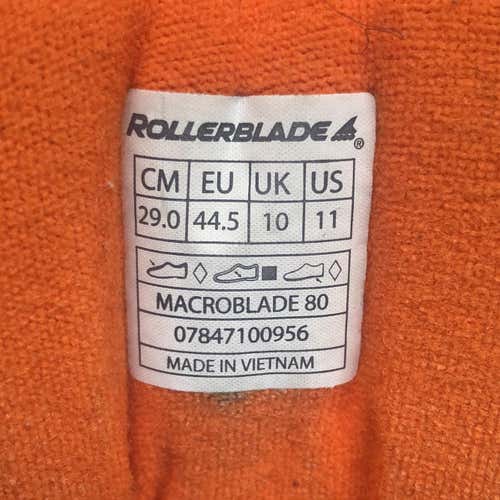 ROLLERBLADE ®
CM EU UK US
29.0 44.5 10 11
MACROBLADE 80
07847100956
MADE IN VIETNAM